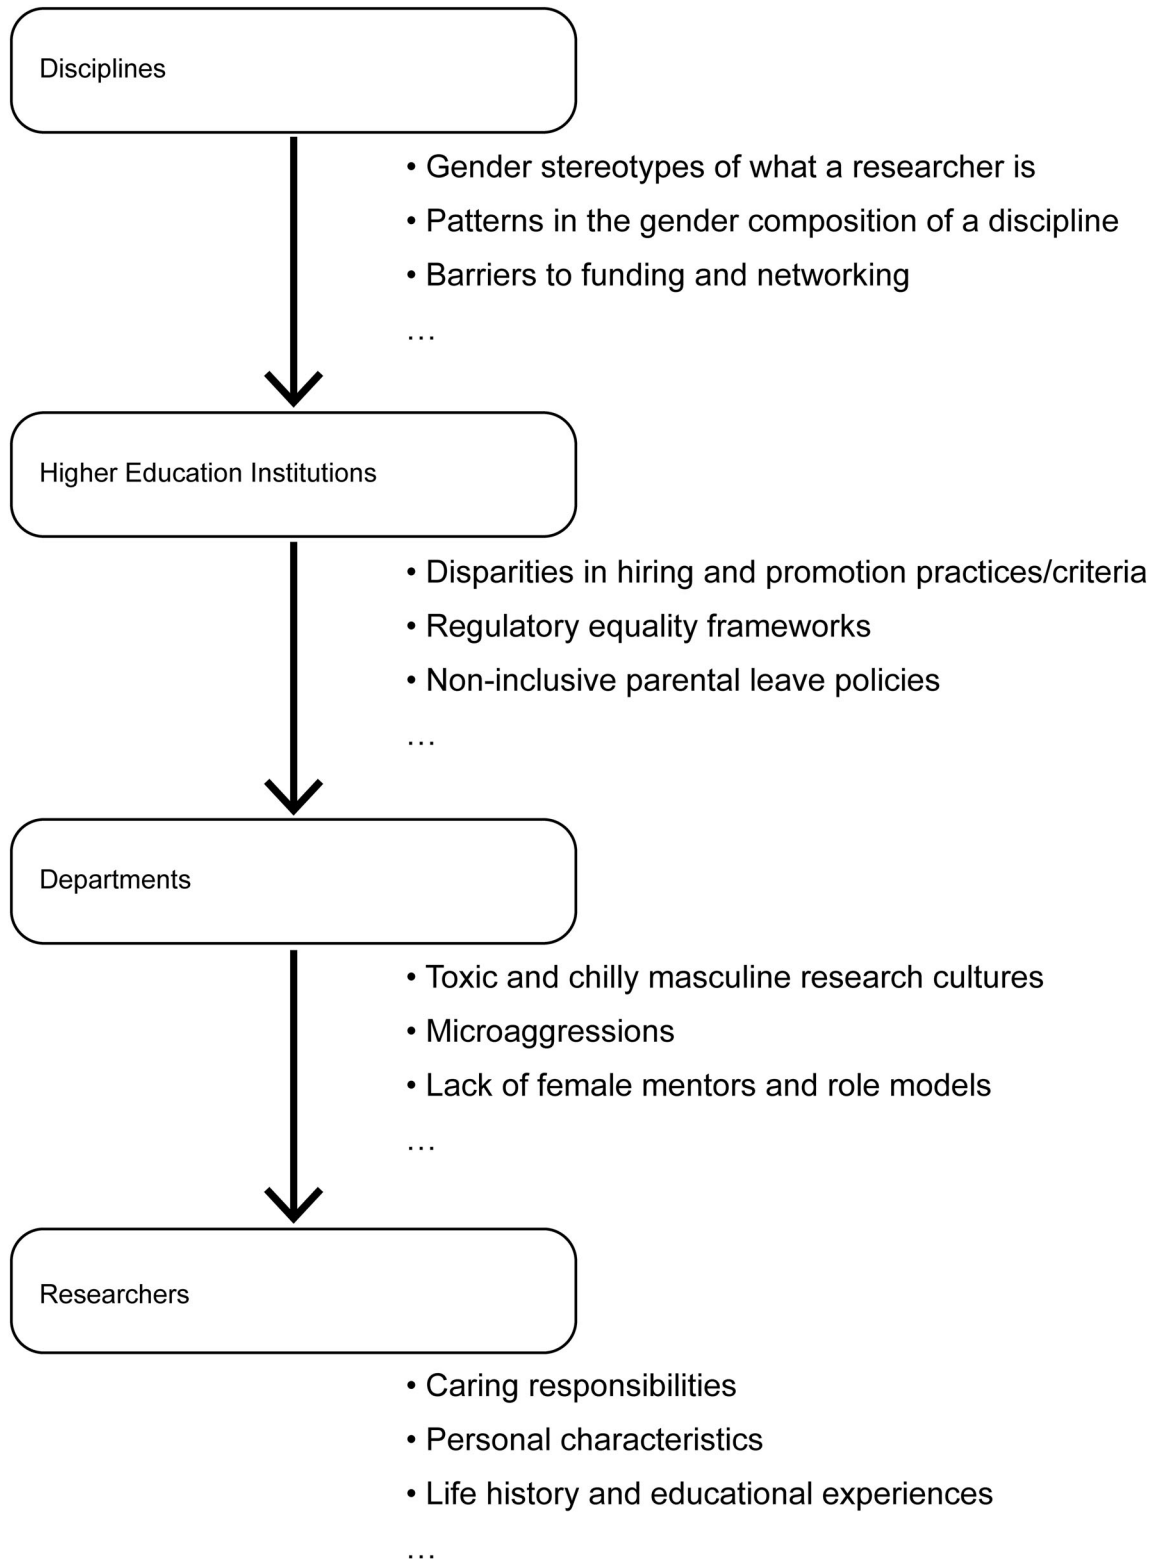 Disciplines
• Gender stereotypes of what a researcher is
• Patterns in the gender composition of a discipline
• Barriers to funding and networking
…
Higher Education Institutions
• Disparities in hiring and promotion practices/criteria
• Regulatory equality frameworks
• Non-inclusive parental leave policies
…
Departments
• Toxic and chilly masculine research cultures
• Microaggressions
• Lack of female mentors and role models
…
Researchers
• Caring responsibilities
• Personal characteristics
• Life history and educational experiences
…